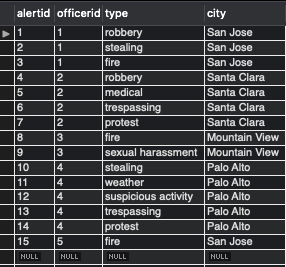 alertid officerid type city
1 1 robbery San Jose
2 1 stealing San Jose
3 1 fire San Jose
4 2 robbery Santa Clara
5 2 medical Santa Clara
6 2 trespassing Santa Clara
7 2 protest Santa Clara
8 3 fire Mountain View
9 3 sexual harassment Mountain View
10 4 stealing Palo Alto
11 4 weather Palo Alto
12 4 suspicious activity Palo Alto
13 4 trespassing Palo Alto
14 4 protest Palo Alto
15 5 fire San Jose
NULL NULL NULL NULL